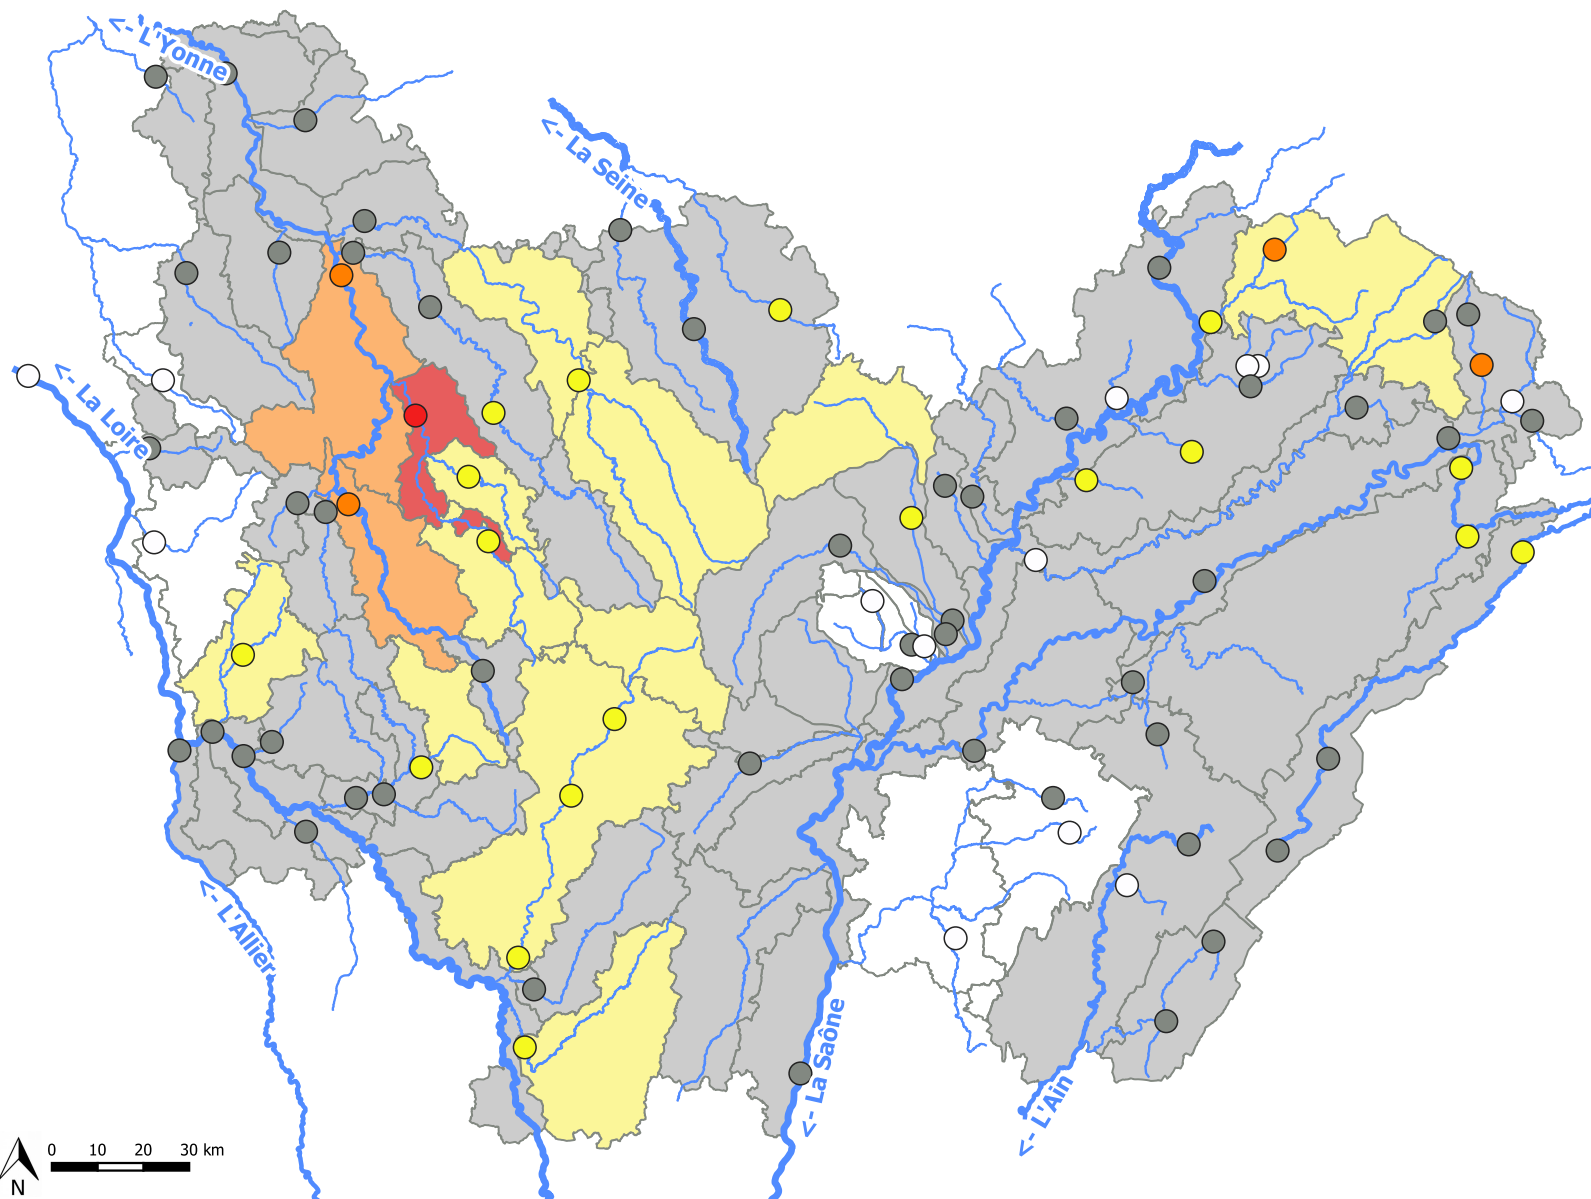 <- L'Yonne
<- La Seine
<- La Loire
<- L'Allier
<- La Saône
<- L'Ain
0 10 20 30 km
N